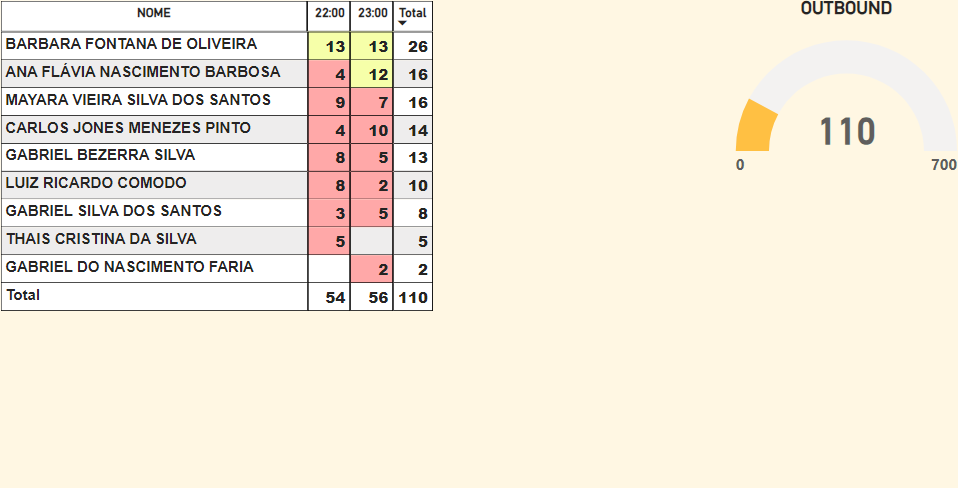 NOME 22:00 23:00 Total
BARBARA FONTANA DE OLIVEIRA 13 13 26
ANA FLÁVIA NASCIMENTO BARBOSA 4 12 16
MAYARA VIEIRA SILVA DOS SANTOS 9 7 16
CARLOS JONES MENEZES PINTO 4 10 14
GABRIEL BEZERRA SILVA 8 5 13
LUIZ RICARDO COMODO 8 2 10
GABRIEL SILVA DOS SANTOS 3 5 8
THAIS CRISTINA DA SILVA 5 5
GABRIEL DO NASCIMENTO FARIA 2 2
Total 54 56 110
OUTBOUND
110
0 700